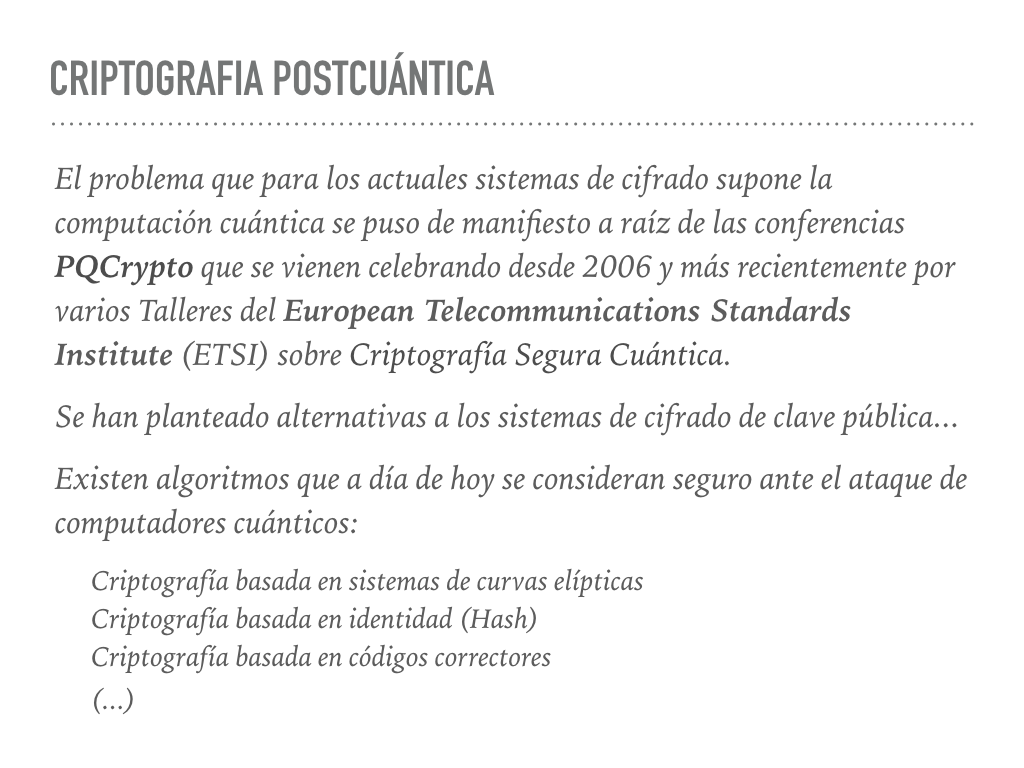 CRIPTOGRAFIA POSTCUÁNTICA
El problema que para los actuales sistemas de cifrado supone la
computación cuántica se puso de manifiesto a raíz de las conferencias
PQCrypto que se vienen celebrando desde 2006 y más recientemente por
varios Talleres del European Telecommunications Standards
Institute (ETSI) sobre Criptografía Segura Cuántica.
Se han planteado alternativas a los sistemas de cifrado de clave pública...
Existen algoritmos que a día de hoy se consideran seguro ante el ataque de
computadores cuánticos:
Criptografía basada en sistemas de curvas elípticas
Criptografía basada en identidad (Hash)
Criptografía basada en códigos correctores
(...)